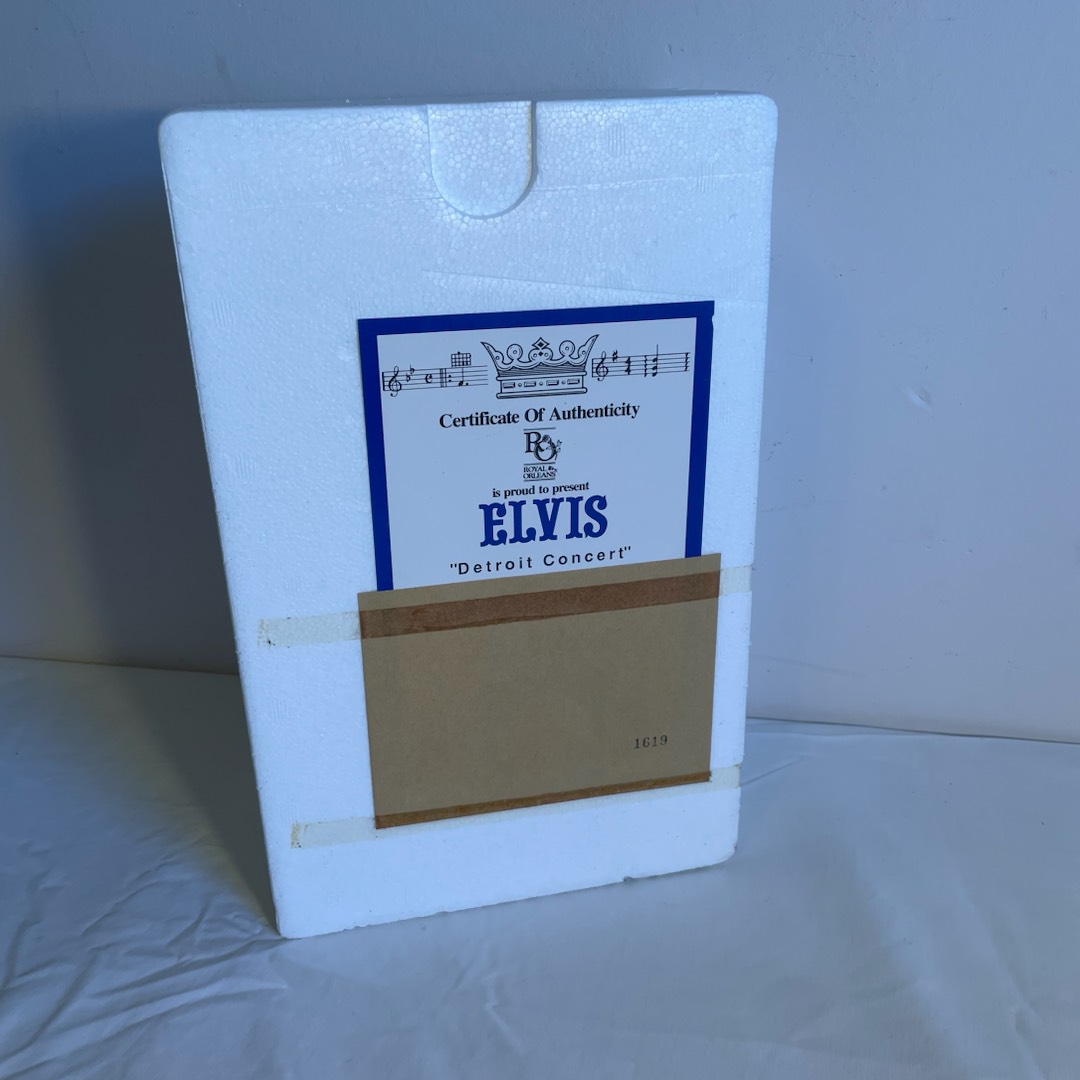 Certificate Of Authenticity
RO
ROYAL
ORLEANS
is proud to present
ELVIS
"Detroit Concert"
1619